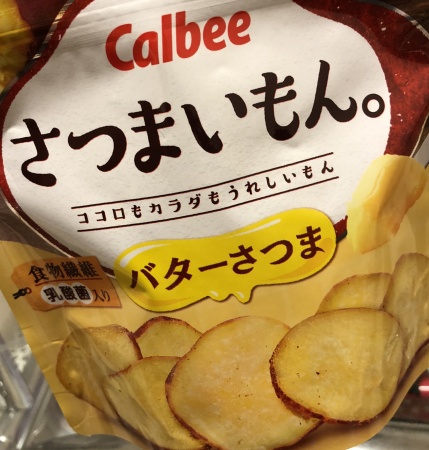 Calbee
さつまいもん。
ココロもカラダもうれしいもん
バターさつま
食物繊維
乳酸菌入り